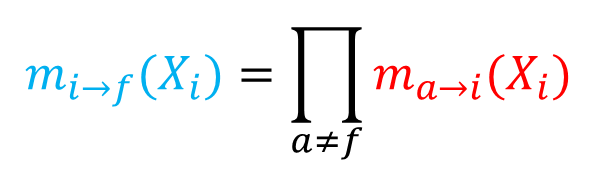 m_{i→f}(X_i) = ∏_{a≠f} m_{a→i}(X_i)